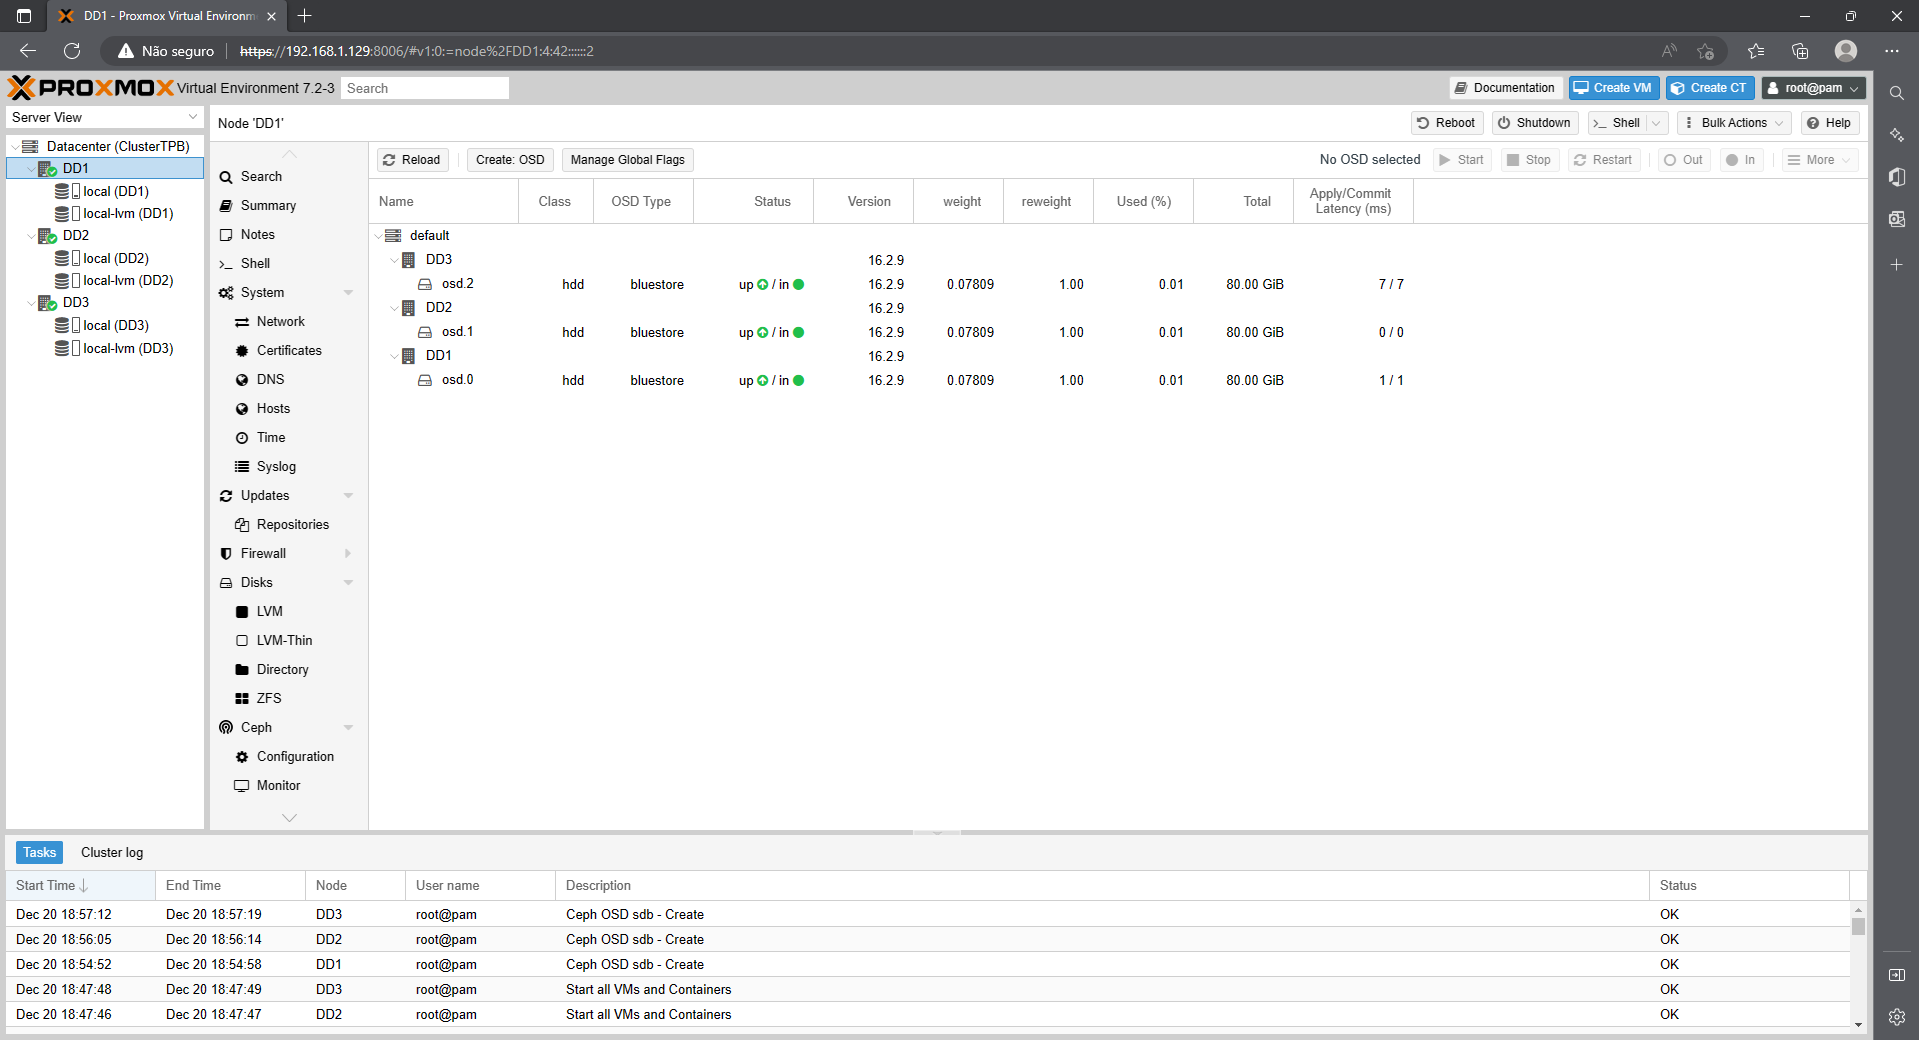 DD1 - Proxmox Virtual Environm
Não seguro https://192.168.1.129:8006/#v1:0:=node%2FDD1:4:42::::::2
PROXMOX Virtual Environment 7.2-3 Search Documentation Create VM Create CT root@pam
Server View
Datacenter (ClusterTPB)
DD1
local (DD1)
local-lvm (DD1)
DD2
local (DD2)
local-lvm (DD2)
DD3
local (DD3)
local-lvm (DD3)
Node 'DD1' Reboot Shutdown Shell Bulk Actions Help
Search
Summary
Notes
Shell
System
Network
Certificates
DNS
Hosts
Time
Syslog
Updates
Repositories
Firewall
Disks
LVM
LVM-Thin
Directory
ZFS
Ceph
Configuration
Monitor
Reload Create: OSD Manage Global Flags No OSD selected Start Stop Restart Out In More
Name Class OSD Type Status Version weight reweight Used (%) Total Apply/Commit
Latency (ms)
default
DD3 16.2.9
osd.2 hdd bluestore up / in 16.2.9 0.07809 1.00 0.01 80.00 GiB 7 / 7
DD2 16.2.9
osd.1 hdd bluestore up / in 16.2.9 0.07809 1.00 0.01 80.00 GiB 0 / 0
DD1 16.2.9
osd.0 hdd bluestore up / in 16.2.9 0.07809 1.00 0.01 80.00 GiB 1 / 1
Tasks Cluster log
Start Time End Time Node User name Description Status
Dec 20 18:57:12 Dec 20 18:57:19 DD3 root@pam Ceph OSD sdb - Create OK
Dec 20 18:56:05 Dec 20 18:56:14 DD2 root@pam Ceph OSD sdb - Create OK
Dec 20 18:54:52 Dec 20 18:54:58 DD1 root@pam Ceph OSD sdb - Create OK
Dec 20 18:47:48 Dec 20 18:47:49 DD3 root@pam Start all VMs and Containers OK
Dec 20 18:47:46 Dec 20 18:47:47 DD2 root@pam Start all VMs and Containers OK